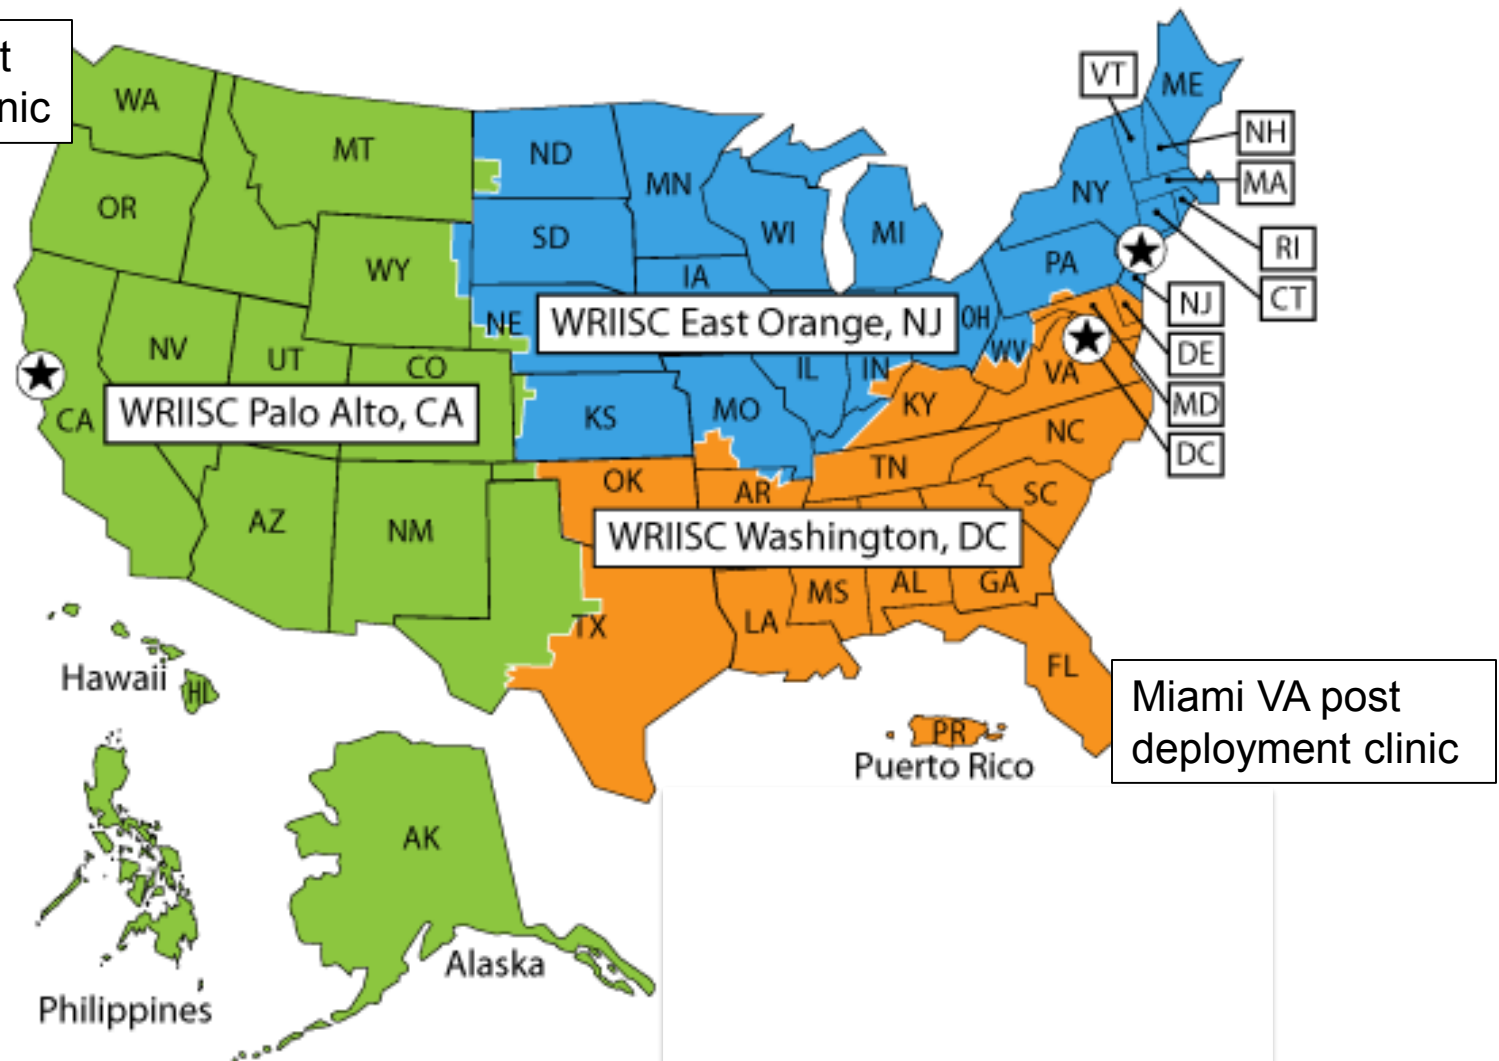 t
nic
WA
MT
ND
MN
OR
WY
SD
WI
MI
NY
VT
ME
NH
MA
RI
CT
NJ
DE
MD
DC
PA
IA
NE
WRIISC East Orange, NJ
OH
NV
UT
CO
IL
IN
WV
VA
CA
WRIISC Palo Alto, CA
KS
MO
KY
NC
TN
OK
AR
SC
AZ
NM
WRIISC Washington, DC
MS
AL
GA
LA
TX
FL
Hawaii
HI
PR
Puerto Rico
Miami VA post
deployment clinic
AK
Alaska
Philippines